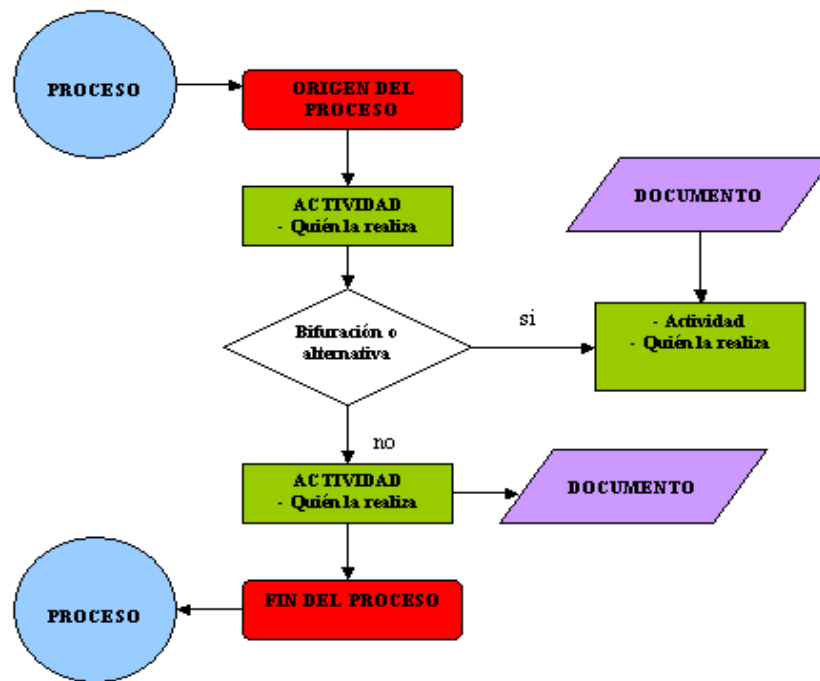 PROCESO
ORIGEN DEL
PROCESO
ACTIVIDAD
- Quién la realiza
DOCUMENTO
Bifuración o
alternativa
si
- Actividad
- Quién la realiza
no
ACTIVIDAD
- Quién la realiza
DOCUMENTO
PROCESO
FIN DEL PROCESO